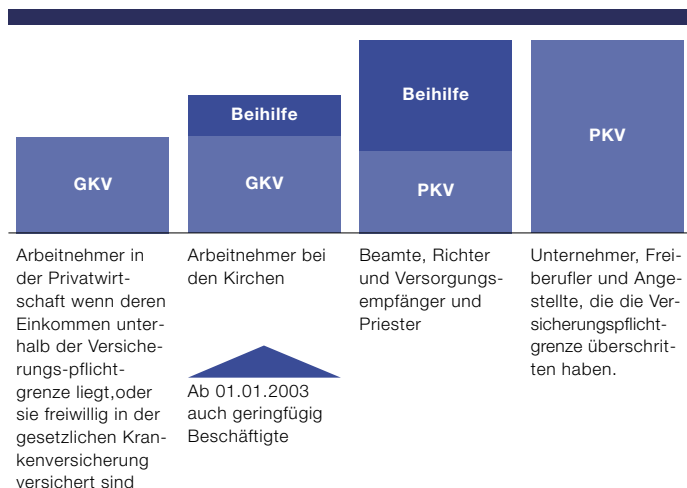 GKV
Arbeitnehmer in
der Privatwirt-
schaft wenn deren
Einkommen unter-
halb der Versiche-
rungs-pflicht-
grenze liegt,oder
sie freiwillig in der
gesetzlichen Kran-
kenversicherung
versichert sind
Beihilfe
GKV
Arbeitnehmer bei
den Kirchen
Ab 01.01.2003
auch geringfügig
Beschäftigte
Beihilfe
PKV
Beamte, Richter
und Versorgungs-
empfänger und
Priester
PKV
Unternehmer, Frei-
berufler und Ange-
stellte, die die Ver-
sicherungspflicht-
grenze überschrit-
ten haben.